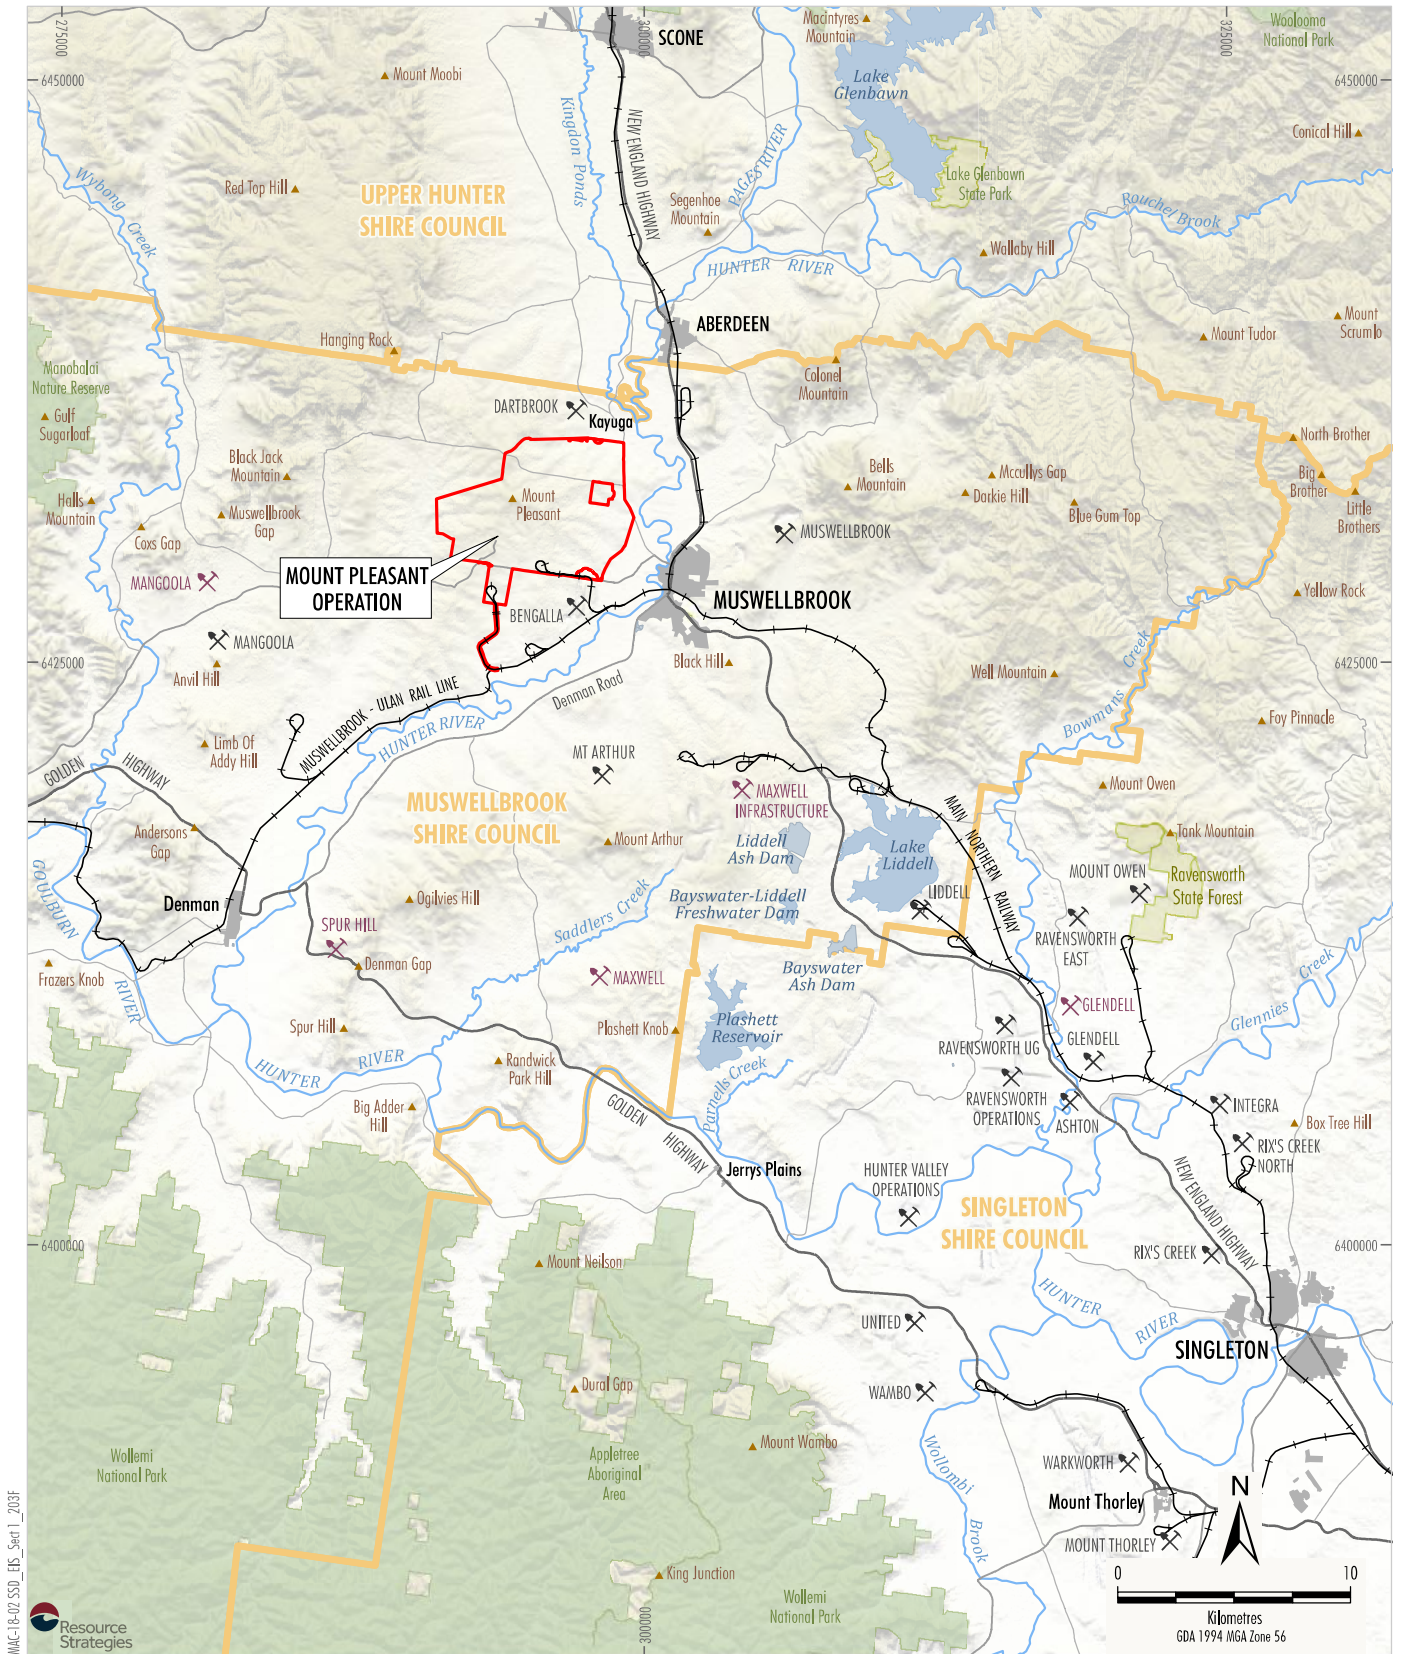 275000
300000
325000
SCONE
Macintyres
Mountain
Woolooma
National Park
6450000
Mount Moobi
Lake
Glenbawn
6450000
Kingdon Ponds
NEW ENGLAND HIGHWAY
PAGES RIVER
Conical Hill
Wybong Creek
Red Top Hill
UPPER HUNTER
SHIRE COUNCIL
Segenhoe
Mountain
Lake Glenbawn
State Park
Rouchel Brook
Wallaby Hill
HUNTER RIVER
Hanging Rock
ABERDEEN
Mount Tudor
Mount
Scrumlo
Manobalai
Nature Reserve
Colonel
Mountain
Gulf
Sugarloaf
DARTBROOK
Kayuga
North Brother
Black Jack
Mountain
Bells
Mountain
Mccullys Gap
Big
Brother
Halls
Mountain
Mount
Pleasant
Darkie Hill
Little
Brothers
Muswellbrook
Gap
Blue Gum Top
Coxs Gap
MUSWELLBROOK
MANGOOLA
MOUNT PLEASANT
OPERATION
BENGALLA
MUSWELLBROOK
Yellow Rock
MANGOOLA
6425000
Black Hill
6425000
Anvil Hill
Well Mountain
Bowmans Creek
MUSWELLBROOK - ULAN RAIL LINE
Denman Road
Foy Pinnacle
Limb Of
Addy Hill
HUNTER RIVER
MT ARTHUR
GOLDEN HIGHWAY
MAXWELL
INFRASTRUCTURE
Mount Owen
MUSWELLBROOK
SHIRE COUNCIL
MAIN NORTHERN RAILWAY
Andersons
Gap
Mount Arthur
Liddell
Ash Dam
Lake
Liddell
Tank Mountain
GOULBURN RIVER
MOUNT OWEN
Ravensworth
State Forest
Denman
Ogilvies Hill
Saddlers Creek
Bayswater-Liddell
Freshwater Dam
LIDDELL
SPUR HILL
RAVENSWORTH
EAST
Frazers Knob
Denman Gap
MAXWELL
Bayswater
Ash Dam
Glennies Creek
GLENDELL
Spur Hill
Plashett Knob
Plashett
Reservoir
RAVENSWORTH UG
GLENDELL
HUNTER RIVER
Randwick
Park Hill
Parnells Creek
RAVENSWORTH
OPERATIONS
ASHTON
INTEGRA
Big Adder
Hill
GOLDEN HIGHWAY
Box Tree Hill
RIX'S CREEK
NORTH
Jerrys Plains
HUNTER VALLEY
OPERATIONS
NEW ENGLAND HIGHWAY
SINGLETON
SHIRE COUNCIL
6400000
RIX'S CREEK
6400000
Mount Neilson
HUNTER RIVER
UNITED
SINGLETON
Dural Gap
WAMBO
Wollemi
National Park
Appletree
Aboriginal
Area
Mount Wambo
Wollombi Brook
WARKWORTH
Mount Thorley
N
MOUNT THORLEY
King Junction
Wollemi
National Park
0
10
Kilometres
GDA 1994 MGA Zone 56
300000
Resource
Strategies
MAC-18-02 SSD_EIS_Sect 1_203F